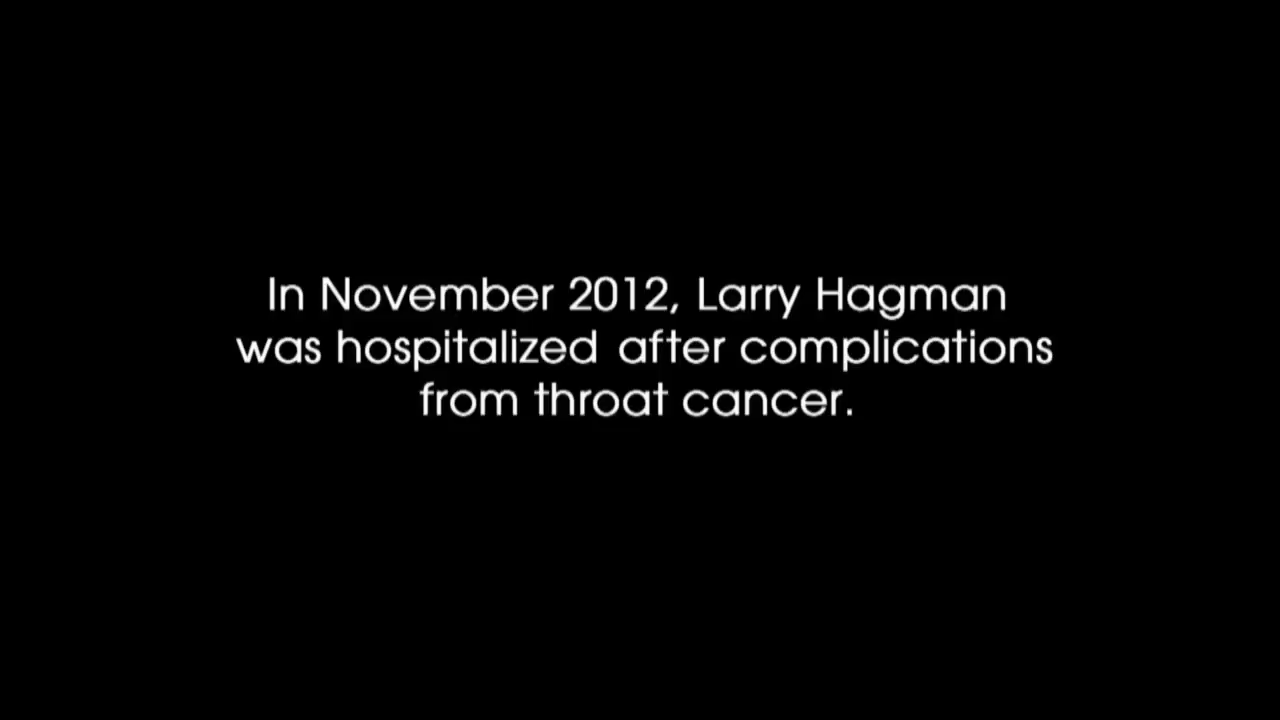 In November 2012, Larry Hagman
was hospitalized after complications
from throat cancer.